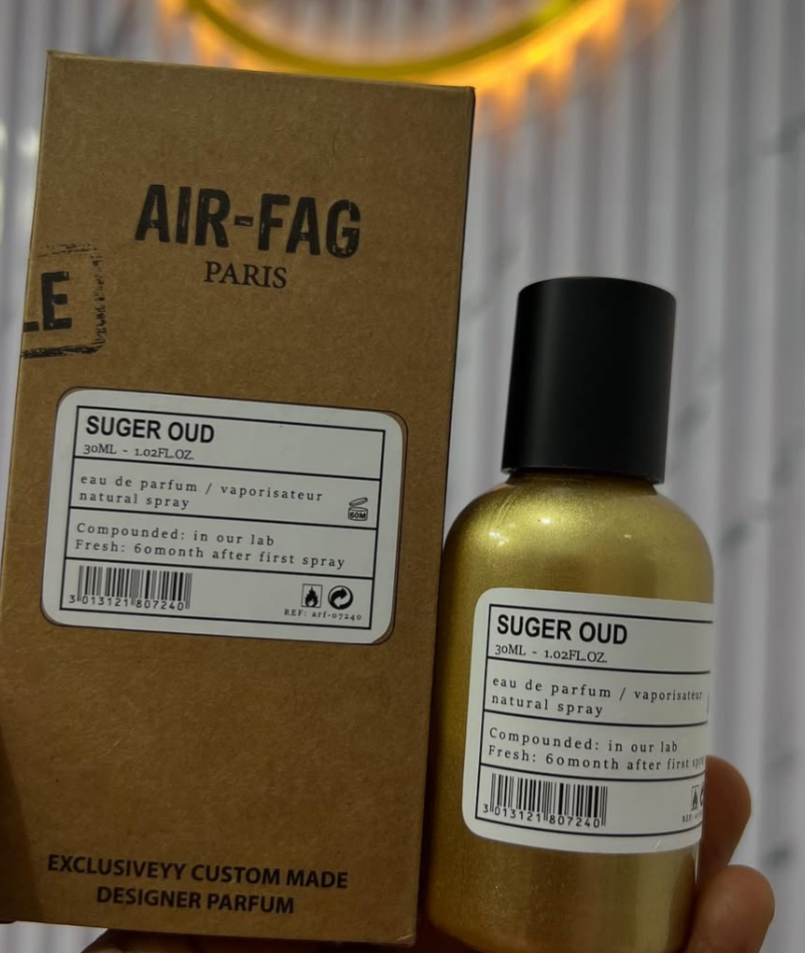 AIR-FAG
PARIS
LE
SUGER OUD
30ML - 1.02FL.OZ.
eau de parfum / vaporisateur
natural spray
60M
Compounded: in our lab
Fresh: 60month after first spray
3 013121 807240
REF: arf-07240
EXCLUSIVEYY CUSTOM MADE
DESIGNER PARFUM
SUGER OUD
30ML - 1.02FL.OZ.
eau de parfum / vaporisateur
natural spray
Compounded: in our lab
Fresh: 60month after first
3 013121 807240